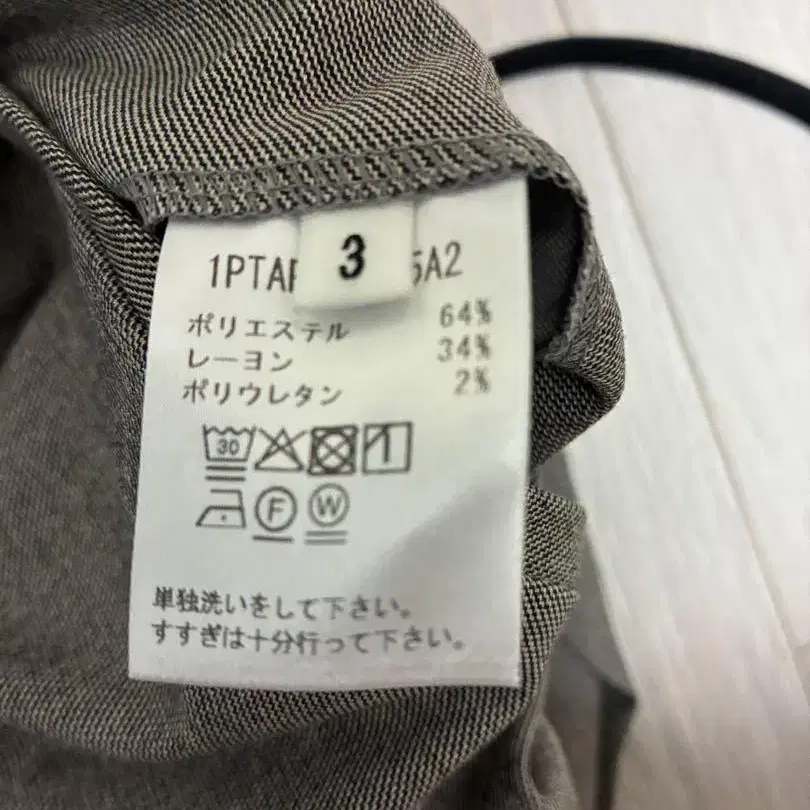 3
1PTAF 5A2
ポリエステル 64%
レーヨン 34%
ポリウレタン 2%
30
F W
単独洗いをして下さい。
すすぎは十分行って下さい。